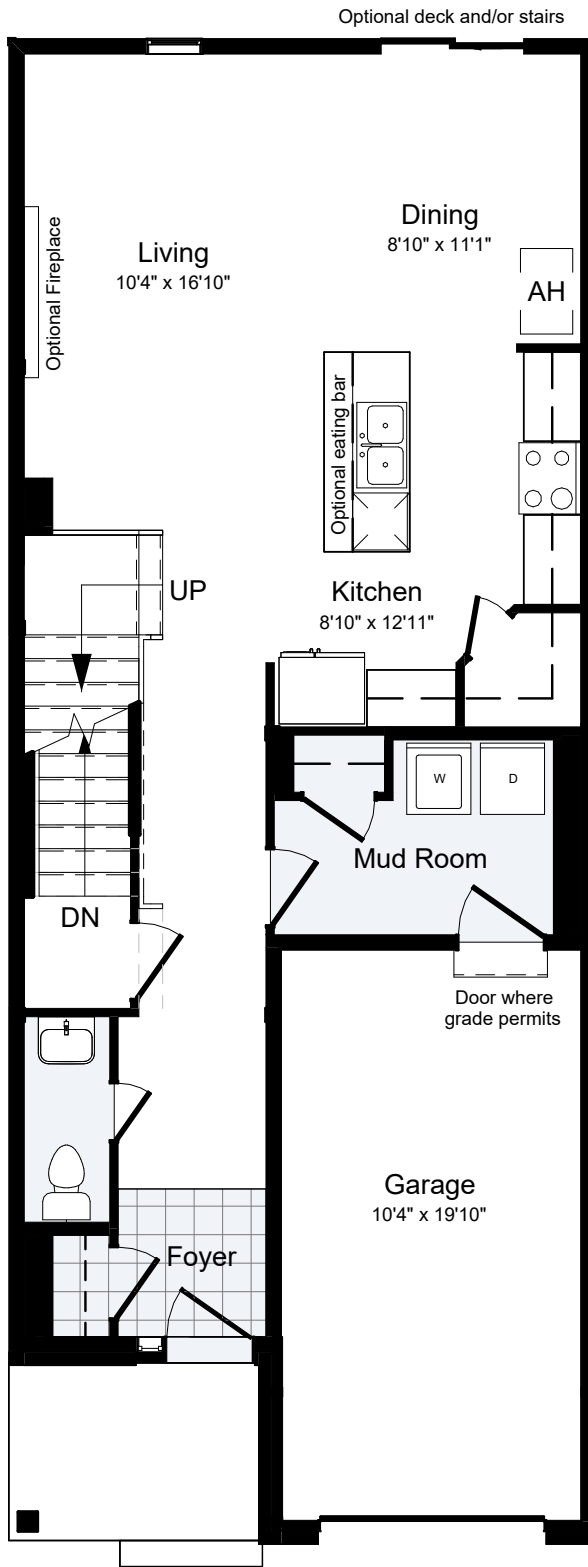 Optional deck and/or stairs
Dining
8'10" x 11'1"
Living
10'4" x 16'10"
Optional Fireplace
AH
Optional eating bar
UP
Kitchen
8'10" x 12'11"
W
D
Mud Room
DN
Door where
grade permits
Garage
10'4" x 19'10"
Foyer